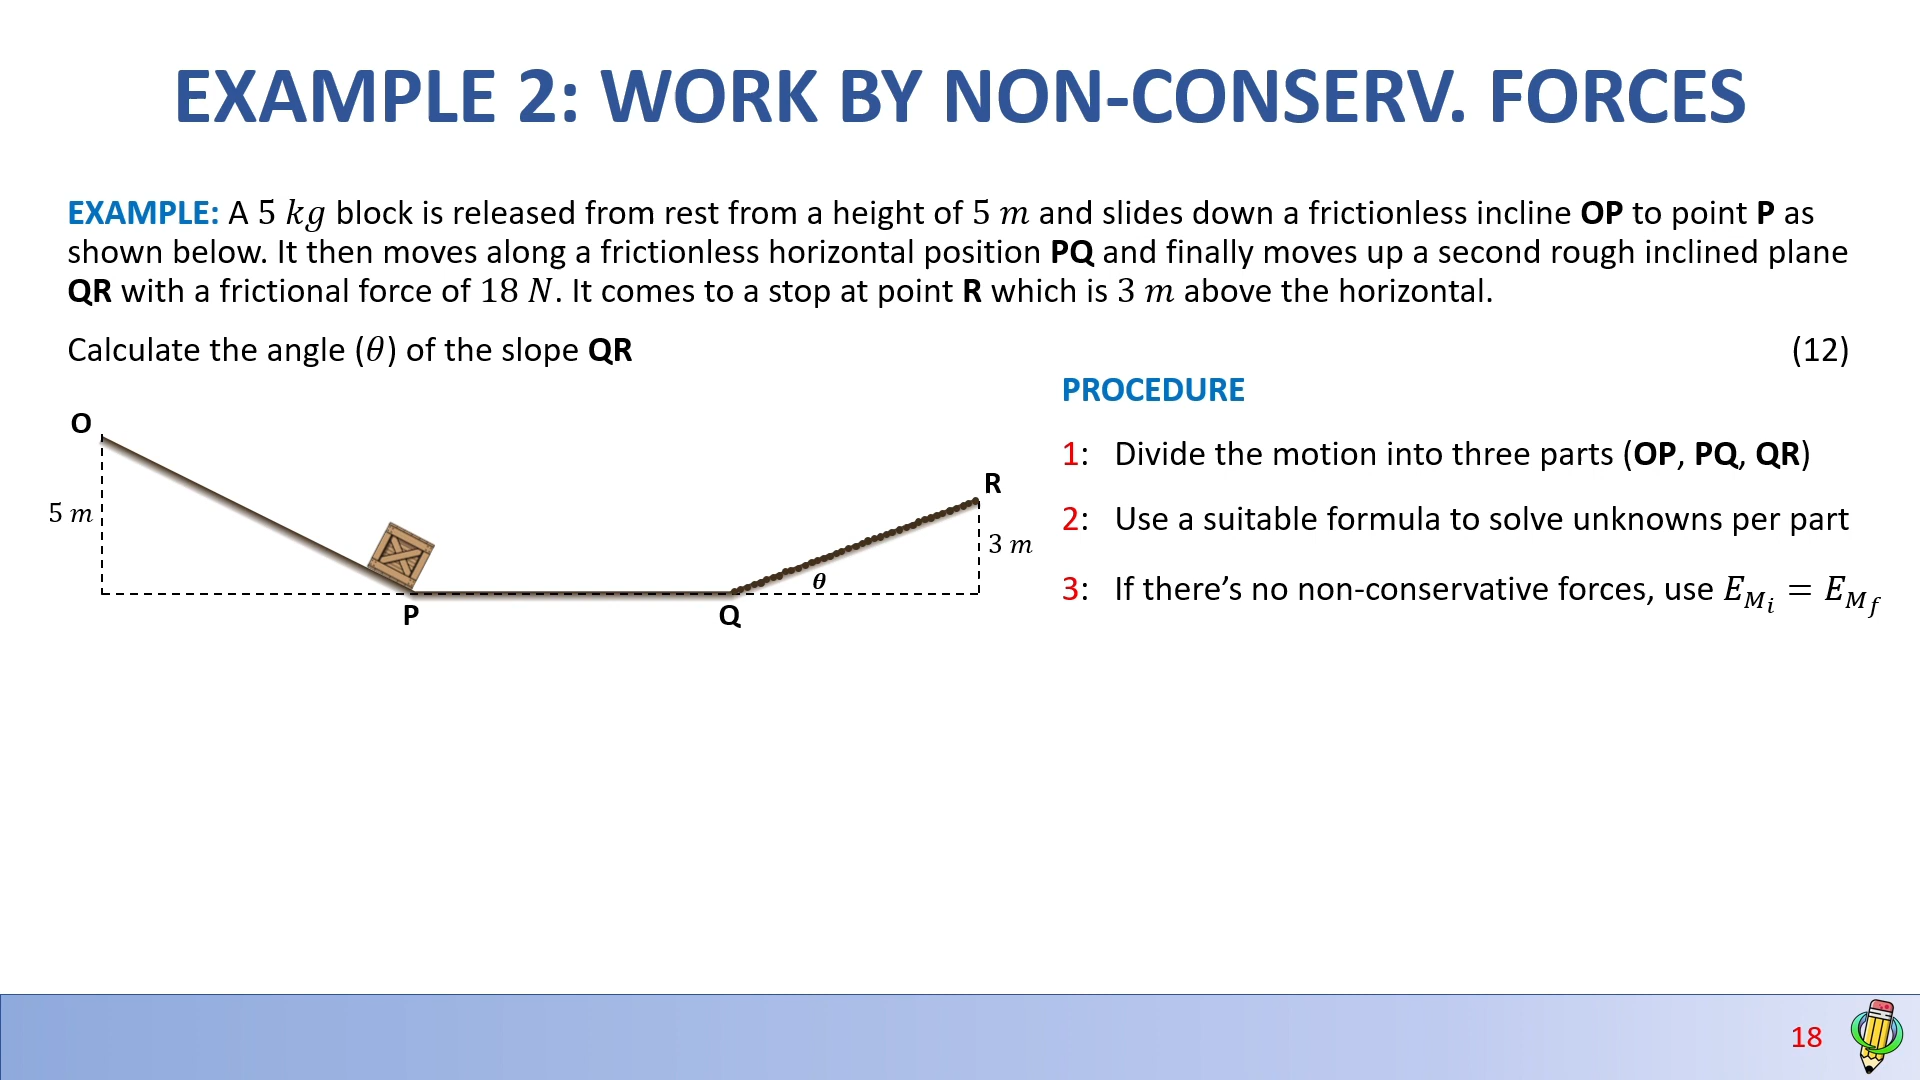 EXAMPLE 2: WORK BY NON-CONSERV. FORCES
EXAMPLE: A 5 kg block is released from rest from a height of 5 m and slides down a frictionless incline OP to point P as
shown below. It then moves along a frictionless horizontal position PQ and finally moves up a second rough inclined plane
QR with a frictional force of 18 N. It comes to a stop at point R which is 3 m above the horizontal.
Calculate the angle (θ) of the slope QR (12)
PROCEDURE
1: Divide the motion into three parts (OP, PQ, QR)
2: Use a suitable formula to solve unknowns per part
3: If there’s no non-conservative forces, use E_{M_i} = E_{M_f}
O
R
5 m
3 m
θ
P
Q
18